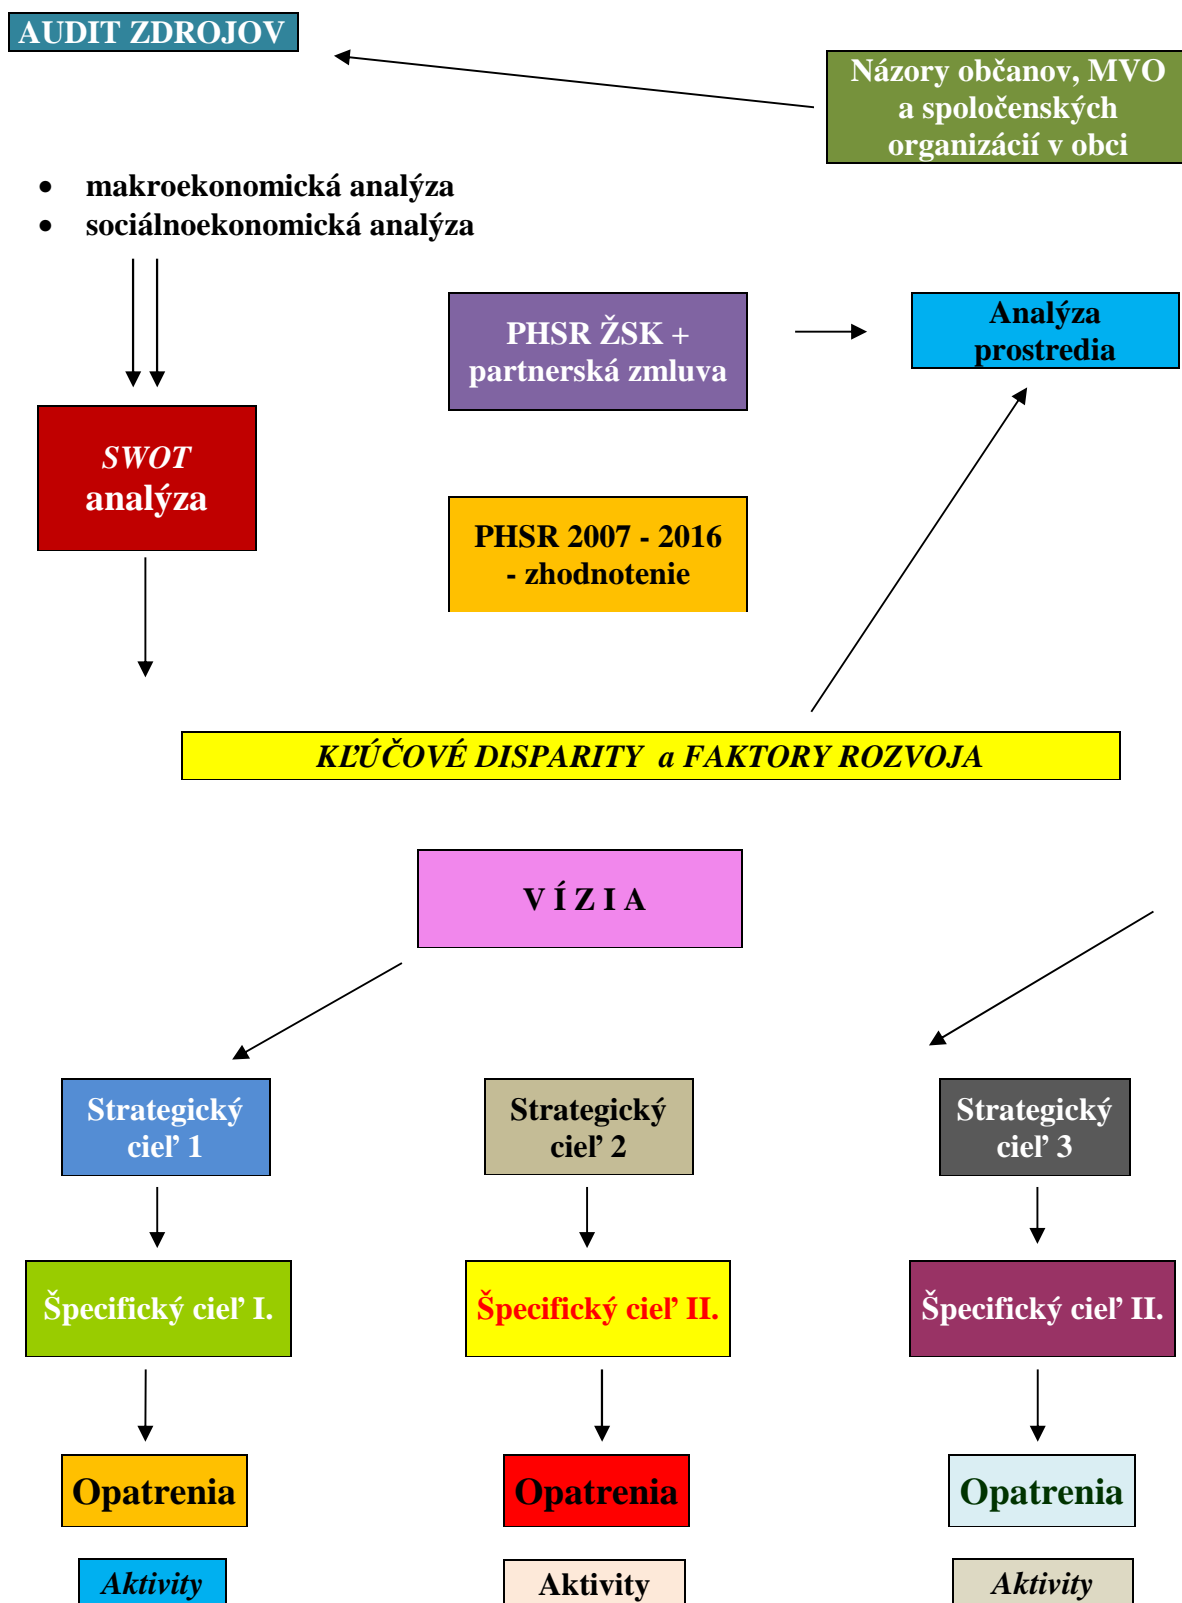 AUDIT ZDROJOV
Názory občanov, MVO
a spoločenských
organizácií v obci
• makroekonomická analýza
• sociálnoekonomická analýza
PHSR ŽSK +
partnerská zmluva
Analýza
prostredia
SWOT
analýza
PHSR 2007 - 2016
- zhodnotenie
KĽÚČOVÉ DISPARITY a FAKTORY ROZVOJA
V Í Z I A
Strategický
cieľ 1
Strategický
cieľ 2
Strategický
cieľ 3
Špecifický cieľ I.
Špecifický cieľ II.
Špecifický cieľ II.
Opatrenia
Opatrenia
Opatrenia
Aktivity
Aktivity
Aktivity